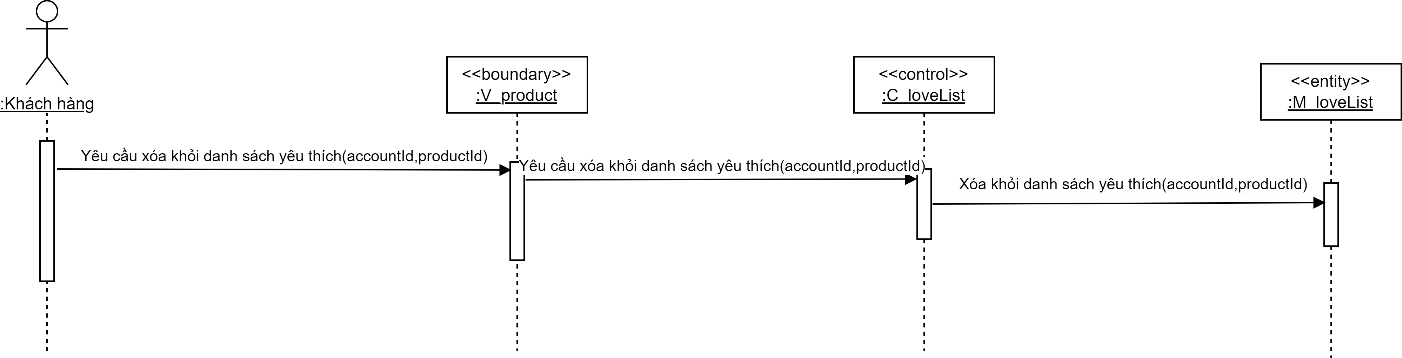 :Khách hàng
<<boundary>>
:V_product
<<control>>
:C_loveList
<<entity>>
:M_loveList
Yêu cầu xóa khỏi danh sách yêu thích(accountId,productId)
Yêu cầu xóa khỏi danh sách yêu thích(accountId,productId)
Xóa khỏi danh sách yêu thích(accountId,productId)